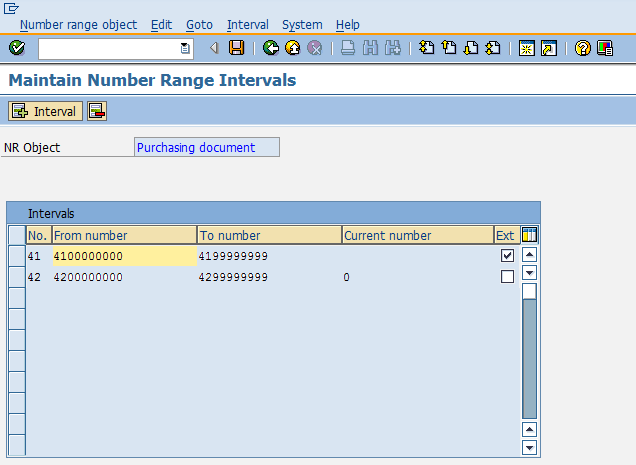 Number range object Edit Goto Interval System Help
Maintain Number Range Intervals
Interval
NR Object Purchasing document
Intervals
No. From number To number Current number Ext
41 4100000000 4199999999
42 4200000000 4299999999 0